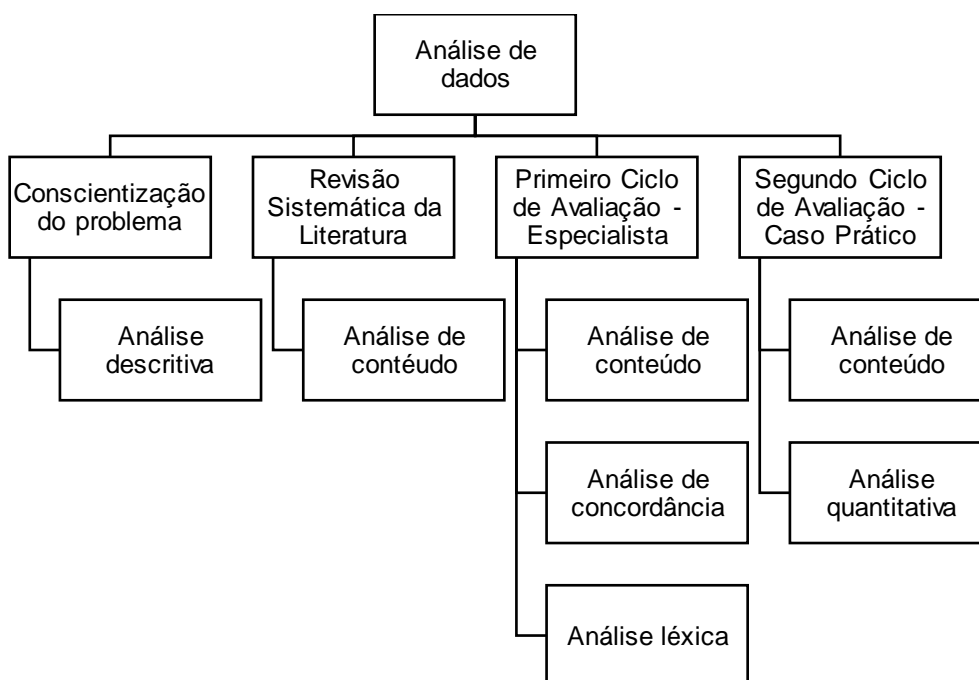 Análise de
dados
Conscientização
do problema
Revisão
Sistemática da
Literatura
Primeiro Ciclo
de Avaliação -
Especialista
Segundo Ciclo
de Avaliação -
Caso Prático
Análise
descritiva
Análise de
contéudo
Análise de
conteúdo
Análise de
concordância
Análise léxica
Análise de
conteúdo
Análise
quantitativa